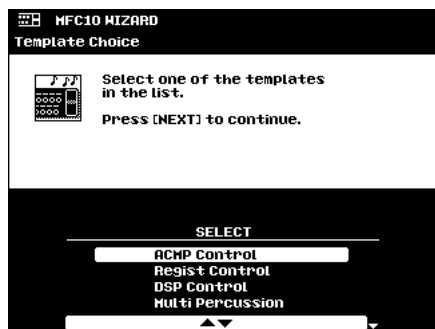 MFC10 WIZARD
Template Choice
Select one of the templates
in the list.
Press [NEXT] to continue.
SELECT
ACMP Control
Regist Control
DSP Control
Multi Percussion